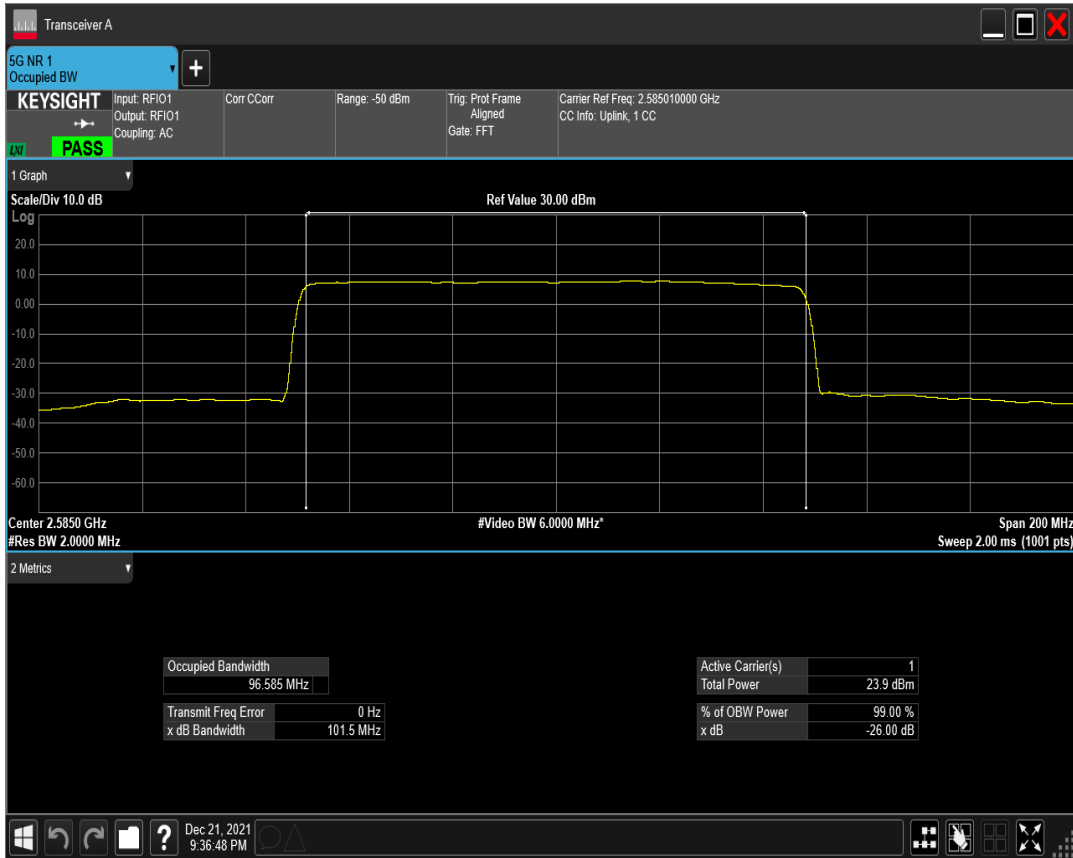 Transceiver A
5G NR 1
Occupied BW
KEYSIGHT
LXI
PASS
Input: RFIO1
Output: RFIO1
Coupling: AC
Corr CCorr
Range: -50 dBm
Trig: Prot Frame
Aligned
Gate: FFT
Carrier Ref Freq: 2.585010000 GHz
CC Info: Uplink, 1 CC
1 Graph
Scale/Div 10.0 dB
Ref Value 30.00 dBm
Log
20.0
10.0
0.00
-10.0
-20.0
-30.0
-40.0
-50.0
-60.0
Center 2.5850 GHz
#Video BW 6.0000 MHz*
Span 200 MHz
#Res BW 2.0000 MHz
Sweep 2.00 ms (1001 pts)
2 Metrics
Occupied Bandwidth
96.585 MHz
Transmit Freq Error 0 Hz
x dB Bandwidth 101.5 MHz
Active Carrier(s) 1
Total Power 23.9 dBm
% of OBW Power 99.00 %
x dB -26.00 dB
?
Dec 21, 2021
9:36:48 PM